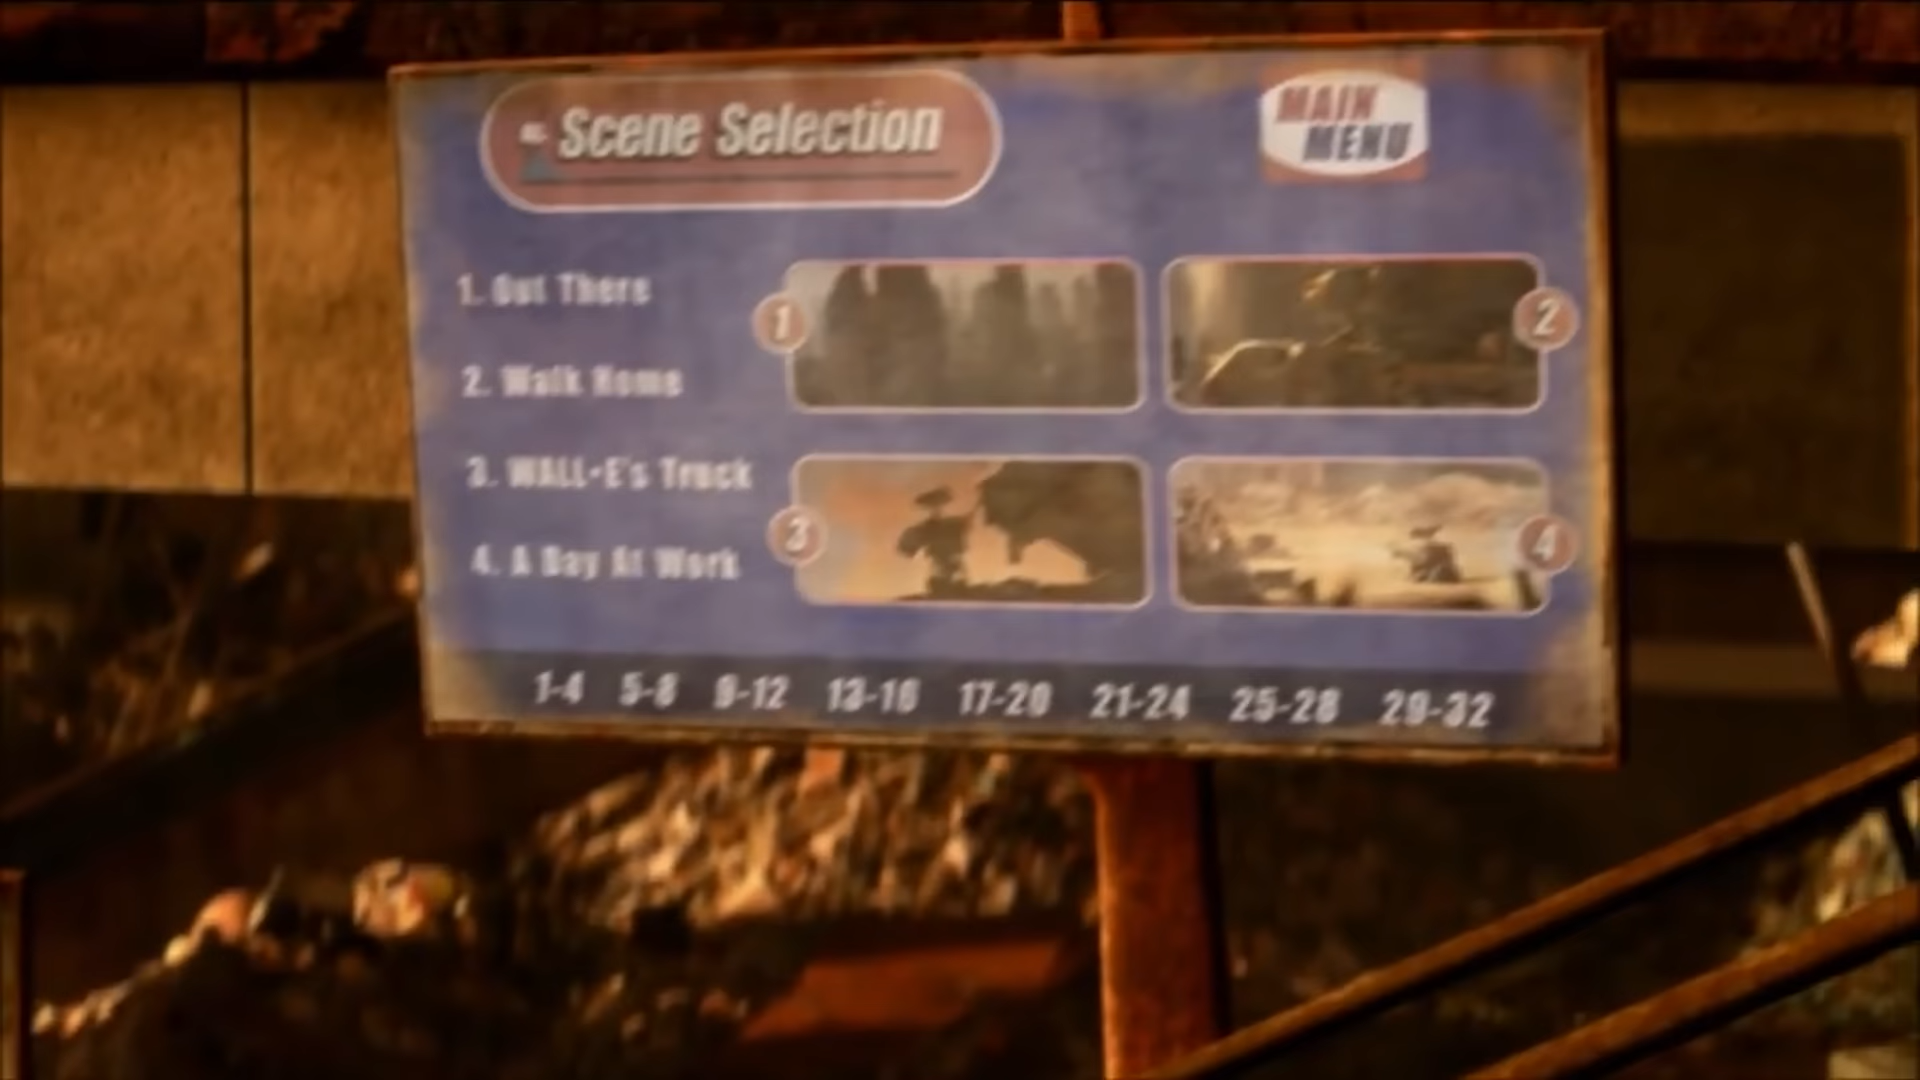 Scene Selection
MAIN
MENU
1. Out There
2. Walk Home
3. WALL•E's Truck
4. A Day At Work
1
2
3
4
1-4 5-8 9-12 13-16 17-20 21-24 25-28 29-32